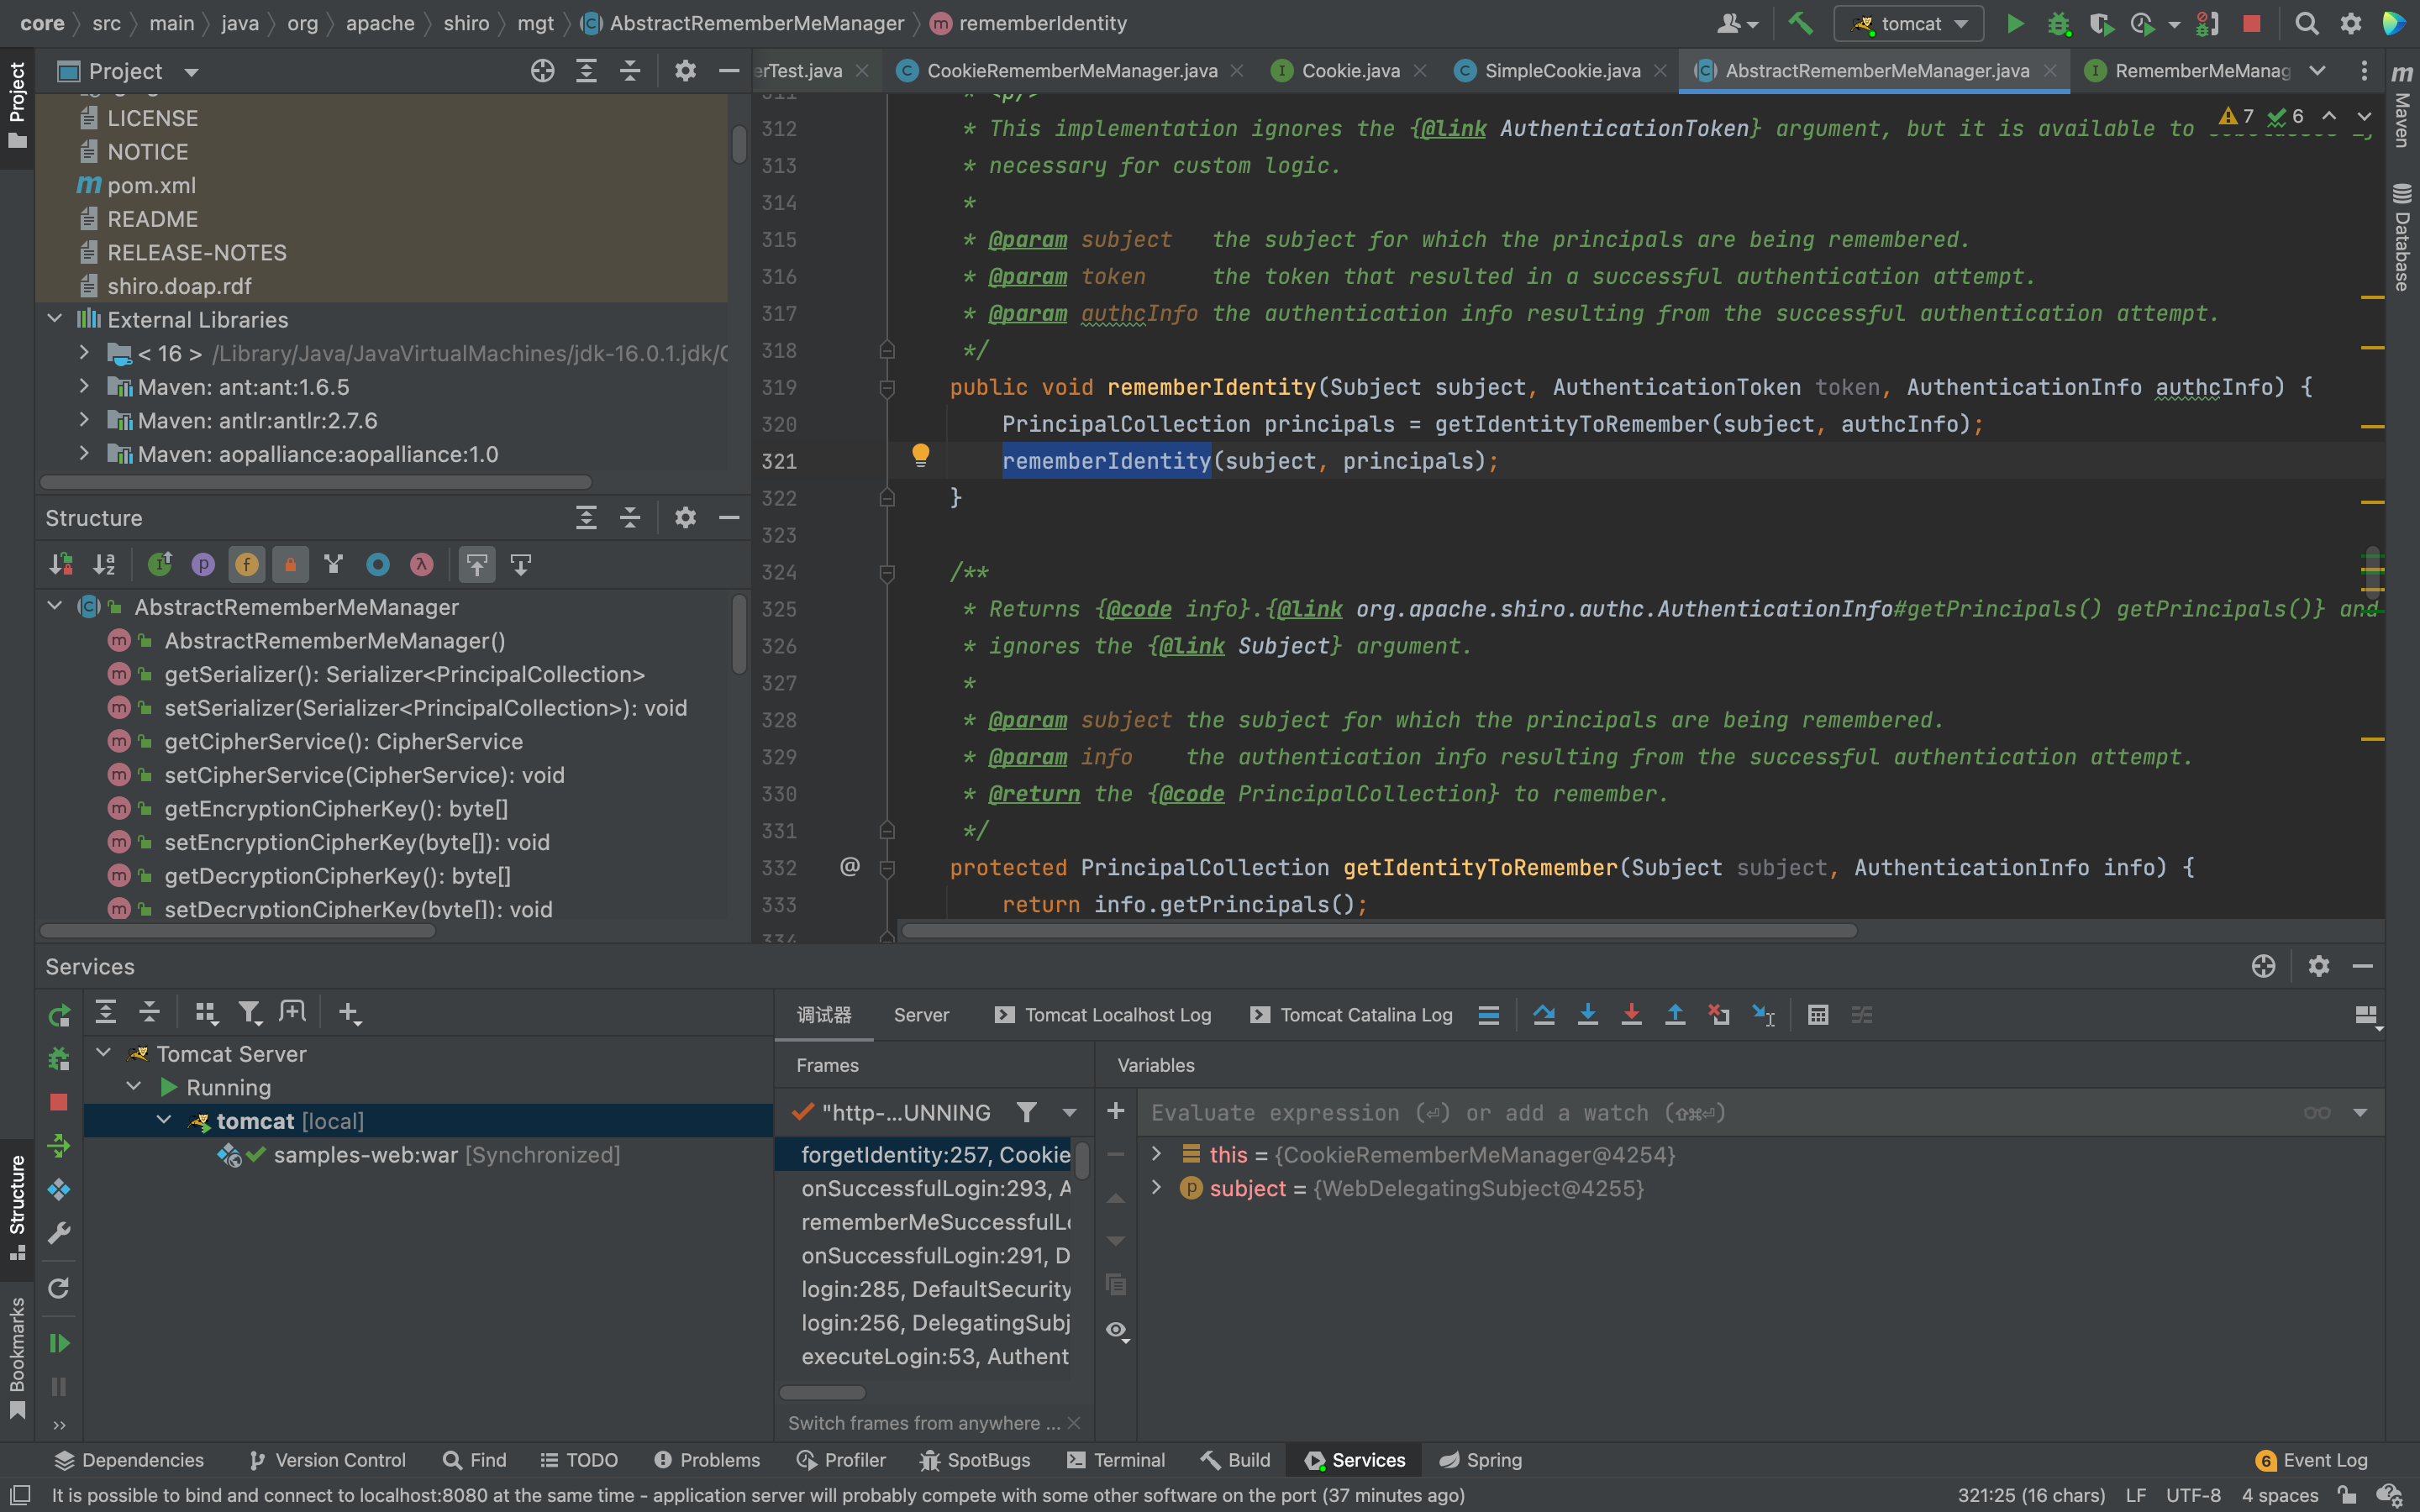 core src main java org apache shiro mgt AbstractRememberMeManager rememberIdentity
tomcat
Project
erTest.java CookieRememberMeManager.java Cookie.java SimpleCookie.java AbstractRememberMeManager.java RememberMeManag
LICENSE
NOTICE
pom.xml
README
RELEASE-NOTES
shiro.doap.rdf
External Libraries
< 16 > /Library/Java/JavaVirtualMachines/jdk-16.0.1.jdk/C
Maven: ant:ant:1.6.5
Maven: antlr:antlr:2.7.6
Maven: aopalliance:aopalliance:1.0
Structure
AbstractRememberMeManager
AbstractRememberMeManager()
getSerializer(): Serializer<PrincipalCollection>
setSerializer(Serializer<PrincipalCollection>): void
getCipherService(): CipherService
setCipherService(CipherService): void
getEncryptionCipherKey(): byte[]
setEncryptionCipherKey(byte[]): void
getDecryptionCipherKey(): byte[]
setDecryptionCipherKey(byte[]): void
7 6
311 * <p/>
312 * This implementation ignores the {@link AuthenticationToken} argument, but it is available to
313 * necessary for custom logic.
314 *
315 * @param subject the subject for which the principals are being remembered.
316 * @param token the token that resulted in a successful authentication attempt.
317 * @param authcInfo the authentication info resulting from the successful authentication attempt.
318 */
319 public void rememberIdentity(Subject subject, AuthenticationToken token, AuthenticationInfo authcInfo) {
320 PrincipalCollection principals = getIdentityToRemember(subject, authcInfo);
321 rememberIdentity(subject, principals);
322 }
323
324 /**
325 * Returns {@code info}.{@link org.apache.shiro.authc.AuthenticationInfo#getPrincipals() getPrincipals()} and
326 * ignores the {@link Subject} argument.
327 *
328 * @param subject the subject for which the principals are being remembered.
329 * @param info the authentication info resulting from the successful authentication attempt.
330 * @return the {@code PrincipalCollection} to remember.
331 */
332 @ protected PrincipalCollection getIdentityToRemember(Subject subject, AuthenticationInfo info) {
333 return info.getPrincipals();
334
Project
Structure
Bookmarks
Maven
Database
Services
Tomcat Server
Running
tomcat [local]
samples-web:war [Synchronized]
调试器 Server Tomcat Localhost Log Tomcat Catalina Log
Frames
"http-...UNNING
forgetIdentity:257, Cookie
onSuccessfulLogin:293, A
rememberMeSuccessfulLo
onSuccessfulLogin:291, D
login:285, DefaultSecurity
login:256, DelegatingSubj
executeLogin:53, Authent
Switch frames from anywhere ...
Variables
Evaluate expression (⏎) or add a watch (⇧⌘⏎)
this = {CookieRememberMeManager@4254}
subject = {WebDelegatingSubject@4255}
Dependencies Version Control Find TODO Problems Profiler SpotBugs Terminal Build Services Spring 6 Event Log
It is possible to bind and connect to localhost:8080 at the same time - application server will probably compete with some other software on the port (37 minutes ago) 321:25 (16 chars) LF UTF-8 4 spaces